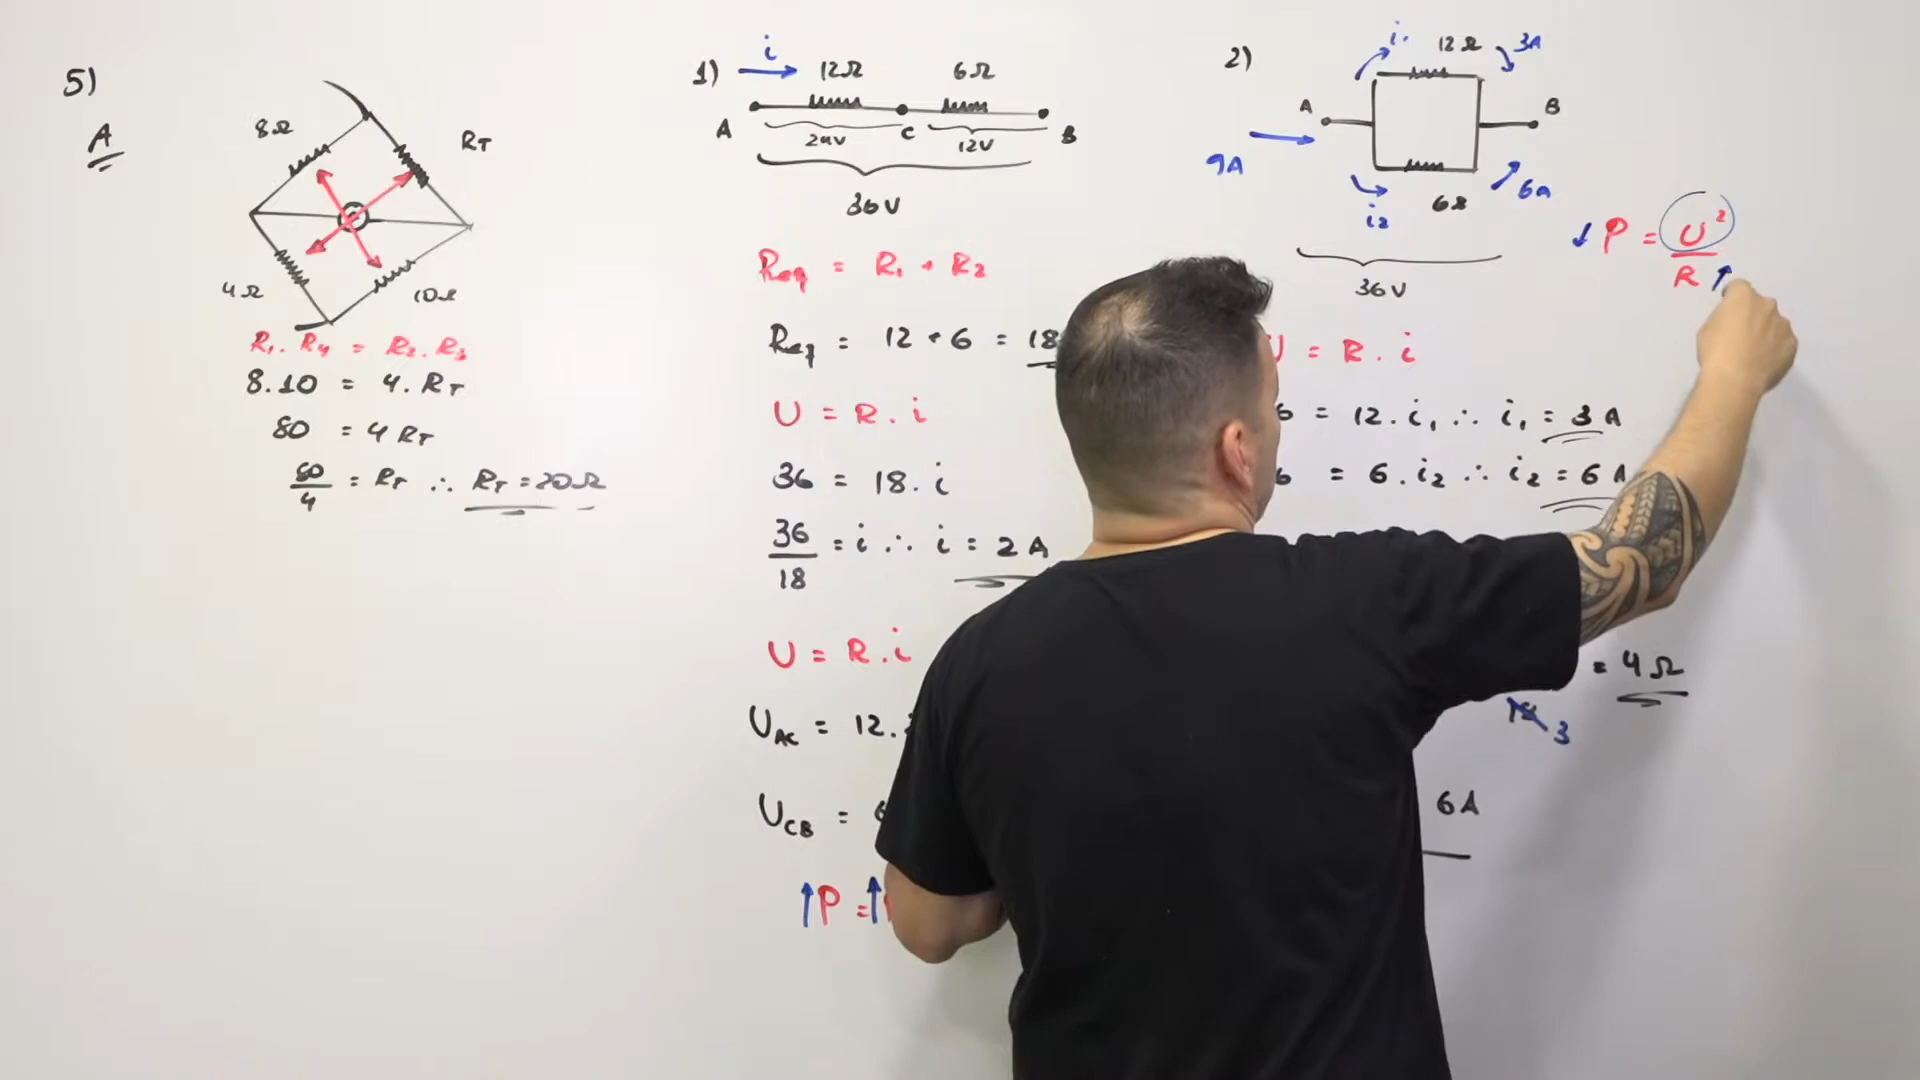 5)
A
8Ω
RT
4Ω
10Ω
R1 . R4 = R2 . R3
8.10 = 4. RT
80 = 4 RT
80/4 = RT ∴ RT = 20Ω
1)
i
12Ω
6Ω
A
24V
C
12V
B
36V
Req = R1 + R2
Req = 12 + 6 = 18
U = R . i
36 = 18. i
36/18 = i ∴ i = 2 A
U = R . i
UAC = 12.
UCB =
↑P = ↑
2)
i1
12Ω
3A
A
B
9A
i2
6Ω
6A
36V
↓ P = U²/R ↑
U = R . i
6 = 12. i1 ∴ i1 = 3 A
6 = 6. i2 ∴ i2 = 6 A
= 4Ω
18 3
6A